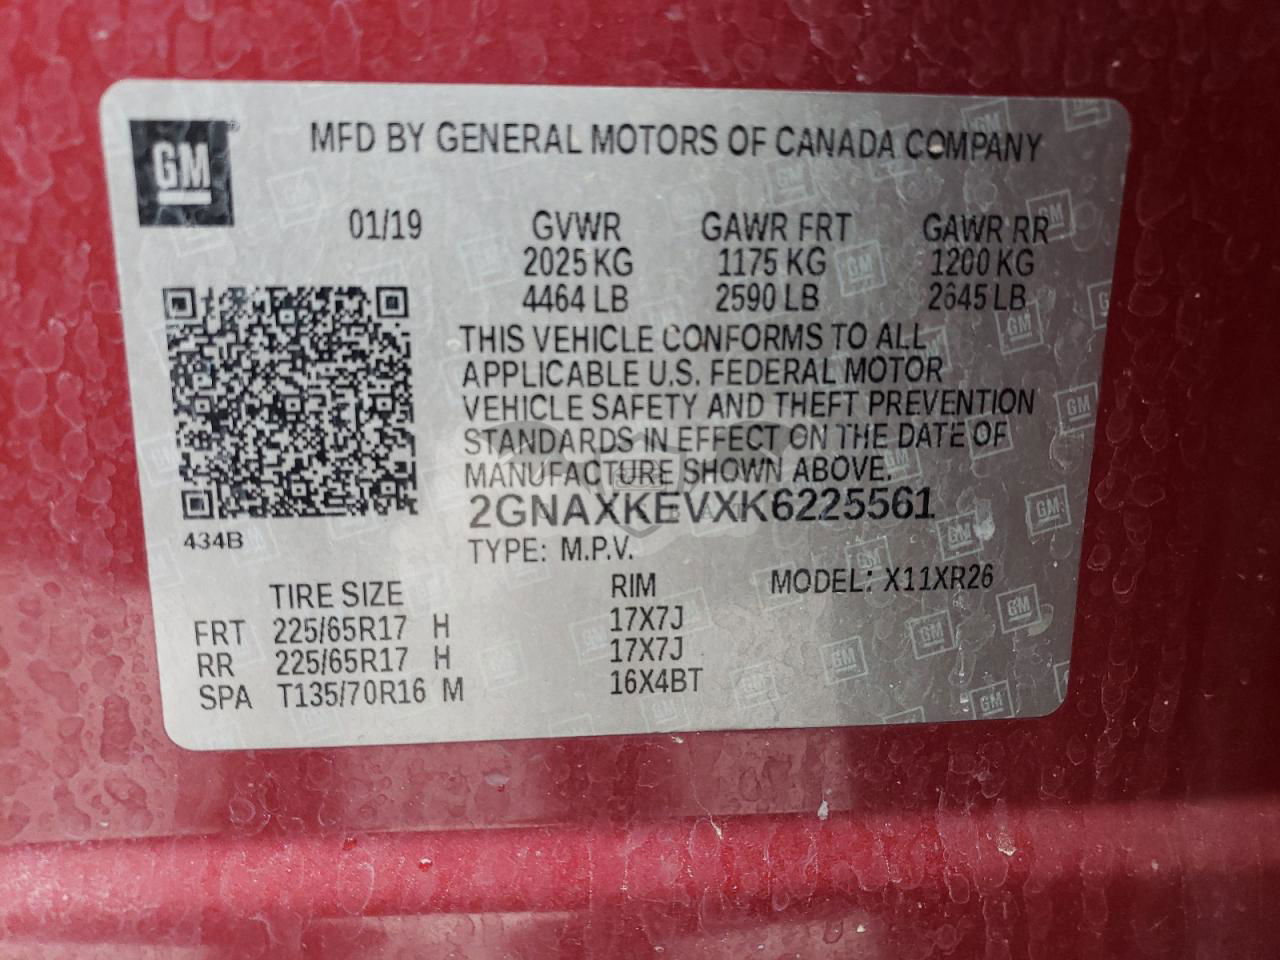 GM
MFD BY GENERAL MOTORS OF CANADA COMPANY
01/19 GVWR GAWR FRT GAWR RR
2025 KG 1175 KG 1200 KG
4464 LB 2590 LB 2645 LB
THIS VEHICLE CONFORMS TO ALL
APPLICABLE U.S. FEDERAL MOTOR
VEHICLE SAFETY AND THEFT PREVENTION
STANDARDS IN EFFECT ON THE DATE OF
MANUFACTURE SHOWN ABOVE.
2GNAXKEVXK6225561
434B
TYPE: M.P.V.
TIRE SIZE RIM MODEL: X11XR26
FRT 225/65R17 H 17X7J
RR 225/65R17 H 17X7J
SPA T135/70R16 M 16X4BT